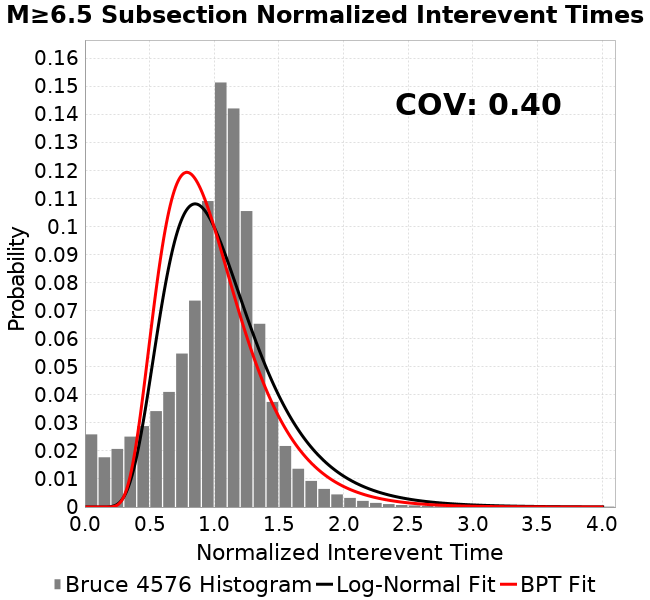 M≥6.5 Subsection Normalized Interevent Times
COV: 0.40
0.16
0.15
0.14
0.13
0.12
0.11
0.1
0.09
0.08
0.07
0.06
0.05
0.04
0.03
0.02
0.01
0
Probability
0.0 0.5 1.0 1.5 2.0 2.5 3.0 3.5 4.0
Normalized Interevent Time
Bruce 4576 Histogram Log-Normal Fit BPT Fit